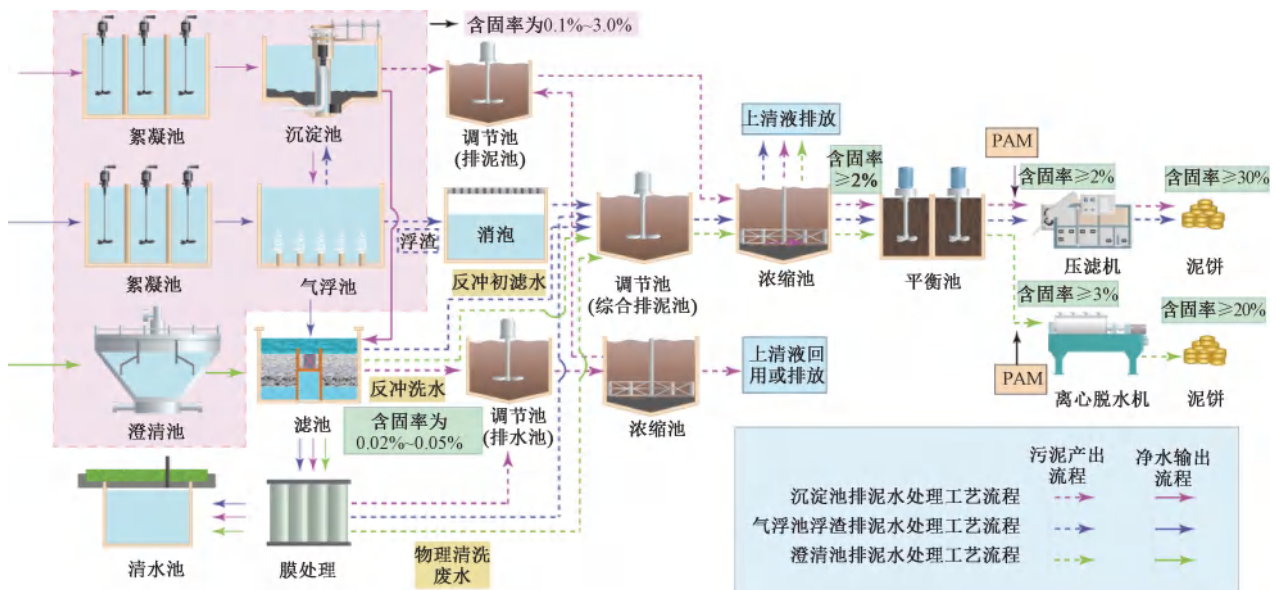 含固率为0.1%~3.0%
絮凝池
沉淀池
调节池
(排泥池)
上清液排放
含固率
≥2%
PAM
含固率≥2%
含固率≥30%
絮凝池
气浮池
浮渣
消泡
反冲初滤水
调节池
(综合排泥池)
浓缩池
平衡池
压滤机
泥饼
含固率≥3%
含固率≥20%
PAM
离心脱水机
泥饼
澄清池
滤池
反冲洗水
含固率为
0.02%~0.05%
调节池
(排水池)
浓缩池
上清液回
用或排放
清水池
膜处理
物理清洗
废水
污泥产出
流程
净水输出
流程
沉淀池排泥水处理工艺流程
气浮池浮渣排泥水处理工艺流程
澄清池排泥水处理工艺流程